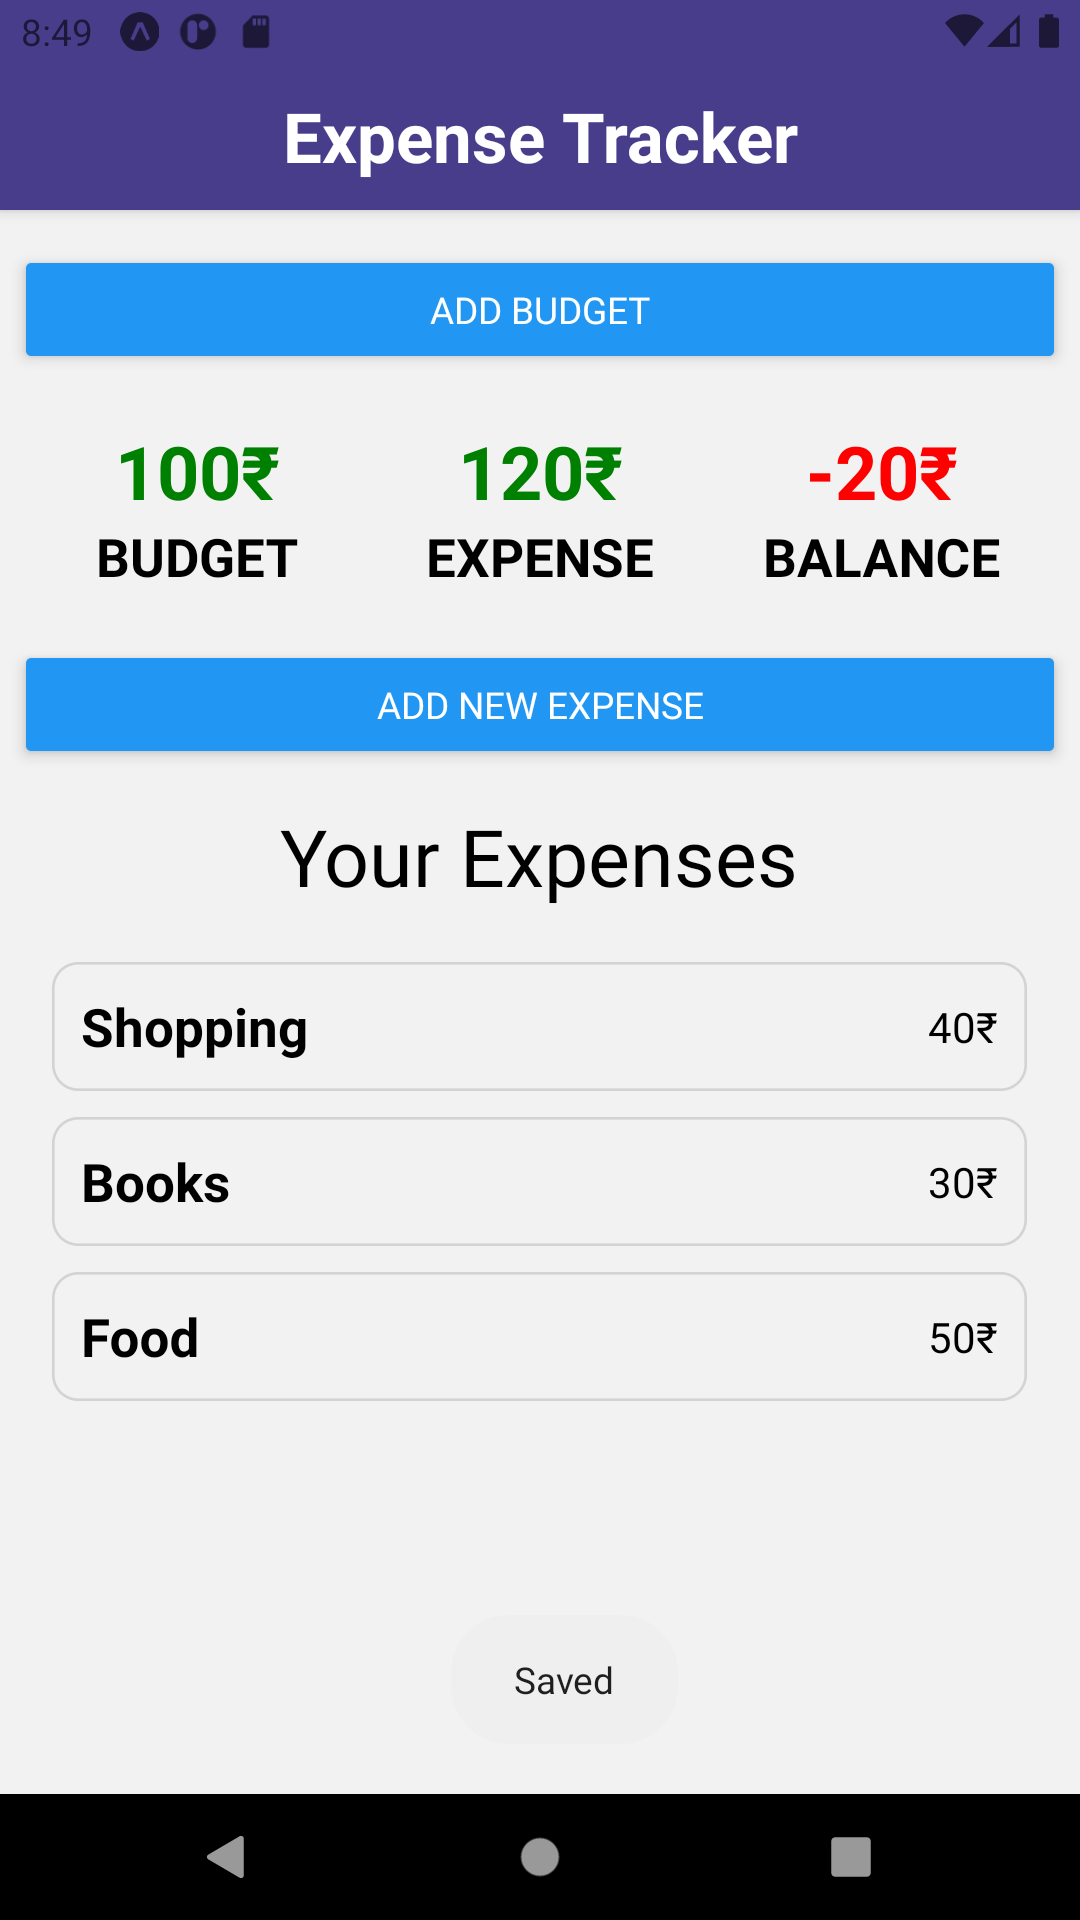 8:49
Expense Tracker
ADD BUDGET
100₹ 120₹ -20₹
BUDGET EXPENSE BALANCE
ADD NEW EXPENSE
Your Expenses
Shopping 40₹
Books 30₹
Food 50₹
Saved